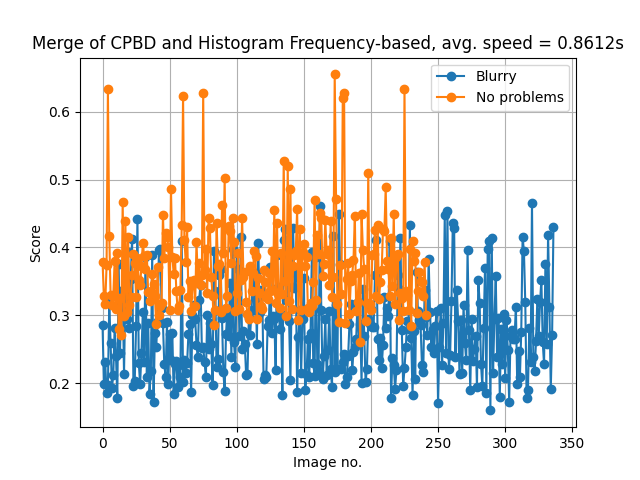 Merge of CPBD and Histogram Frequency-based, avg. speed = 0.8612s
Blurry
No problems
0.6
0.5
0.4
0.3
0.2
Score
0 50 100 150 200 250 300 350
Image no.